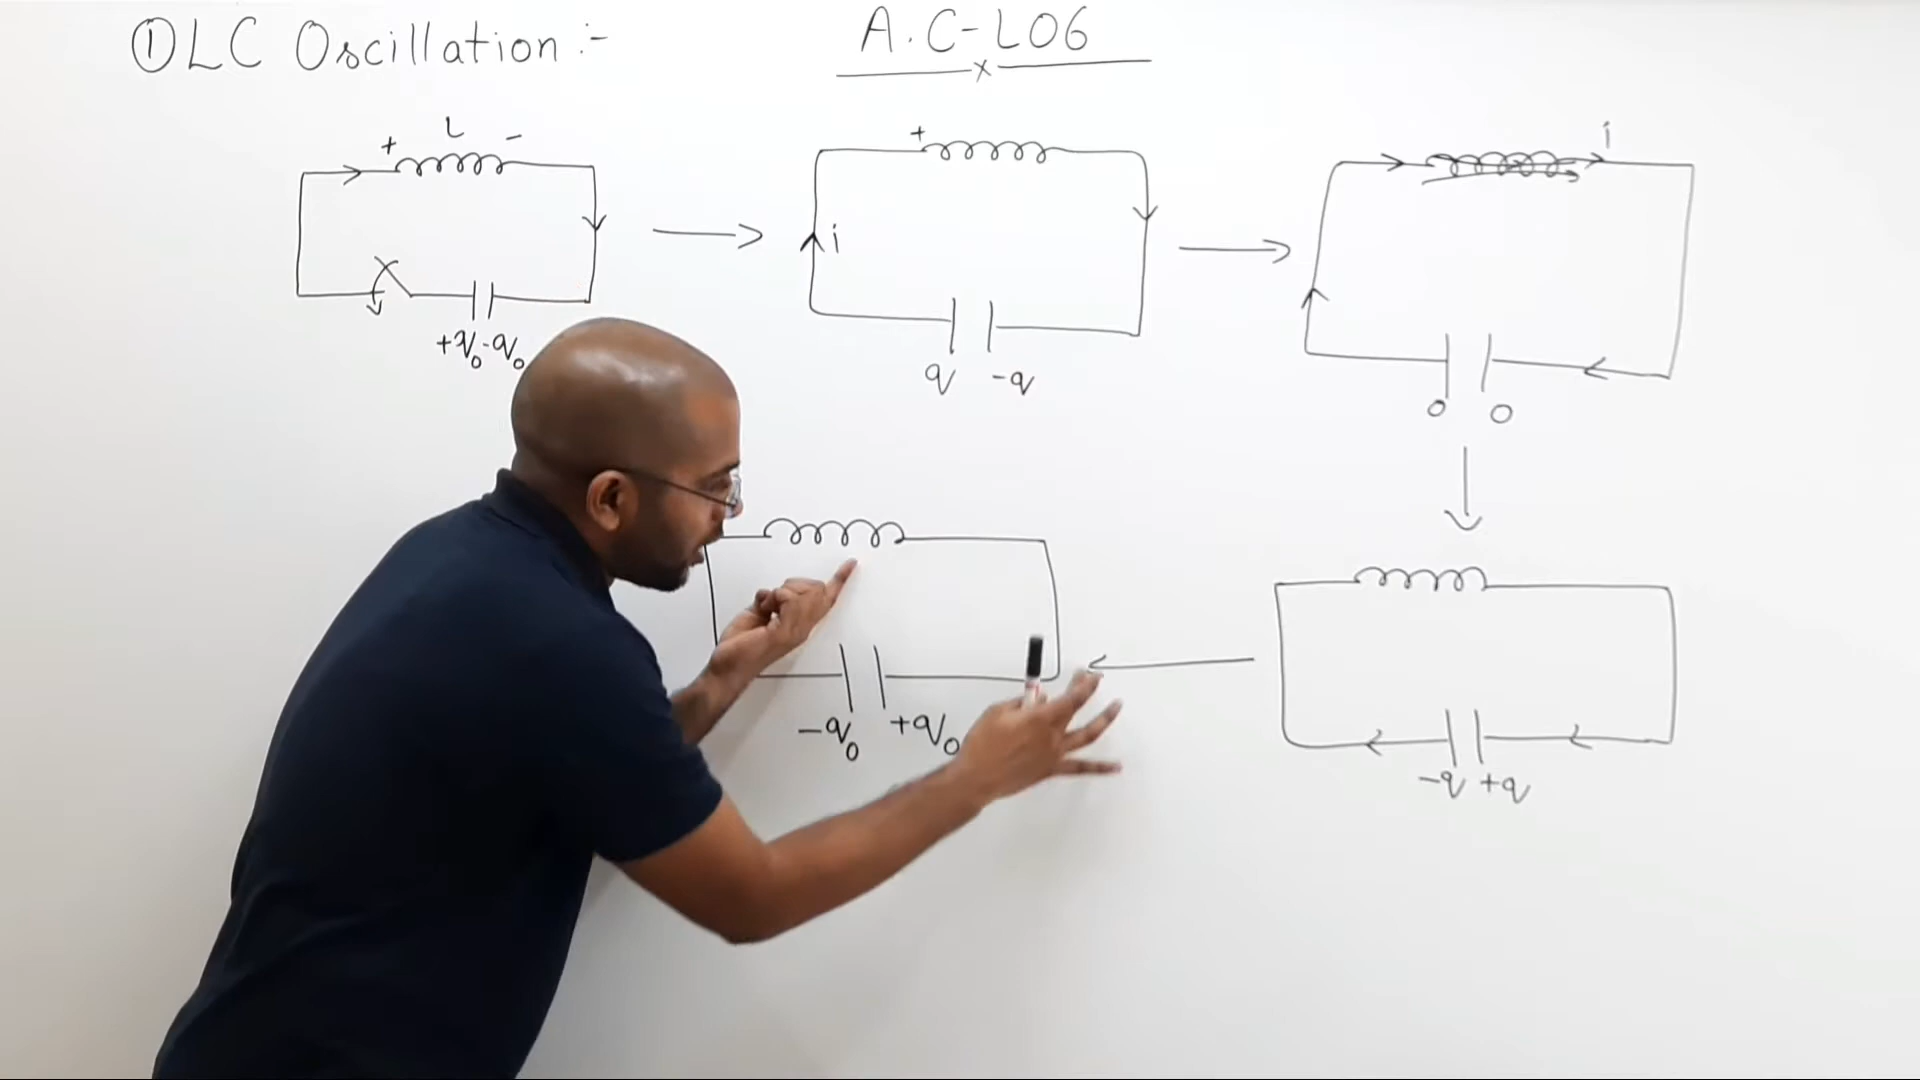 ① LC Oscillation :-
A.C-L06
+ L -
+q₀ -q₀
+
i
q -q
i
0 0
-q₀ +q₀
-q +q